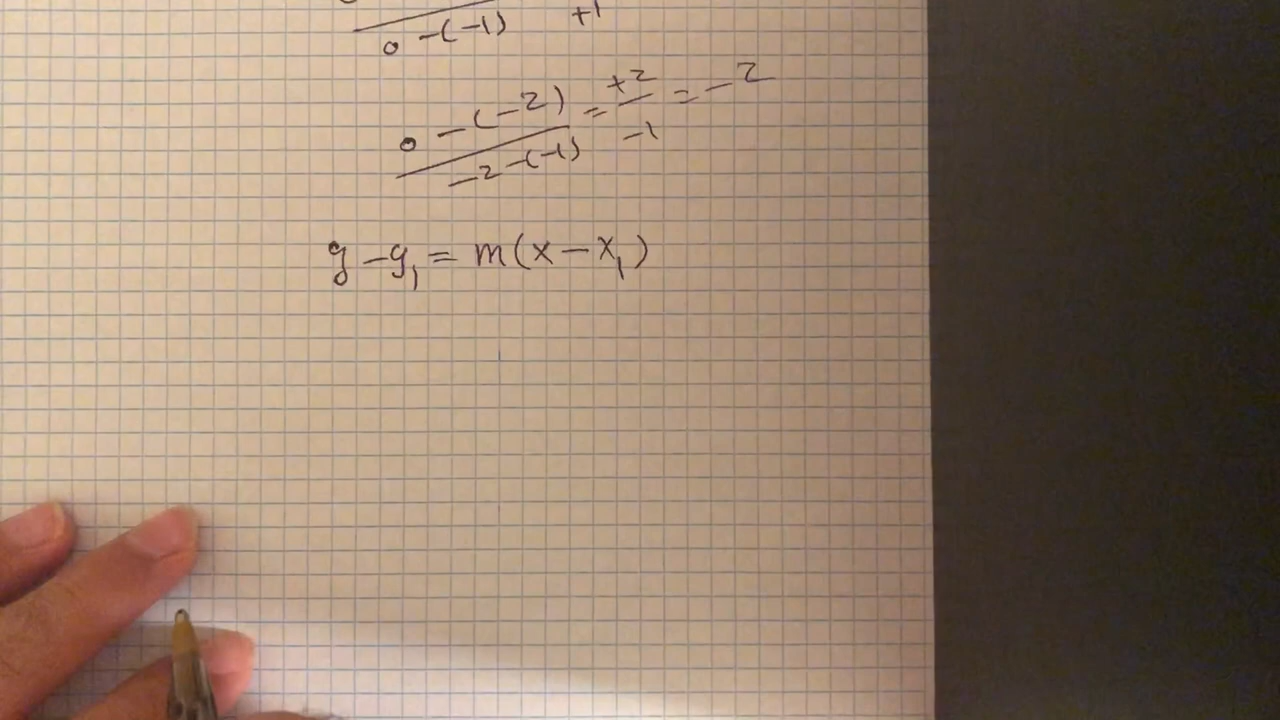 0 -(-1) +1
0 -(-2) = +2 = -2
-2 -(-1) -1
y - y₁ = m(x - x₁)